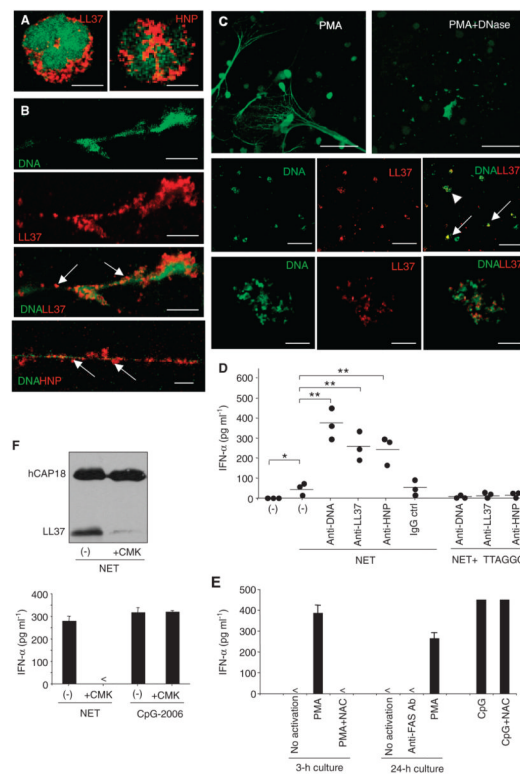 A
LL37
HNP
B
DNA
LL37
DNALL37
DNAHNP
C
PMA
PMA+DNase
DNA
LL37
DNALL37
DNA
LL37
DNALL37
D
IFN-α (pg ml⁻¹)
600
500
400
300
200
100
0
*
**
**
**
(-)
(-)
Anti-DNA
Anti-LL37
Anti-HNP
IgG ctrl
Anti-DNA
Anti-LL37
Anti-HNP
NET
NET+ TTAGGG
F
hCAP18
LL37
(-)
+CMK
NET
IFN-α (pg ml⁻¹)
400
300
200
100
0
<
(-)
+CMK
(-)
+CMK
NET
CpG-2006
E
IFN-α (pg ml⁻¹)
500
400
300
200
100
0
^
^
^
^
No activation
PMA
PMA+NAC
No activation
Anti-FAS Ab
PMA
CpG
CpG+NAC
3-h culture
24-h culture